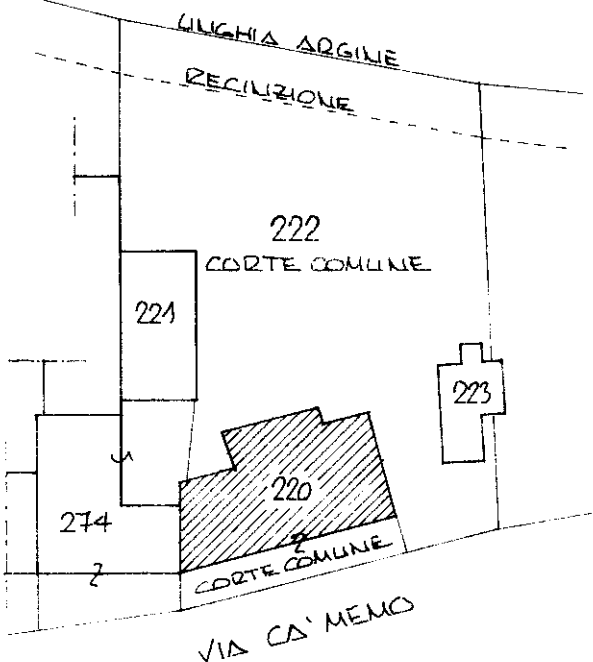 UNGHIA ARGINE
RECINZIONE
222
CORTE COMUNE
221
223
220
274
CORTE COMUNE
VIA CA' MEMO